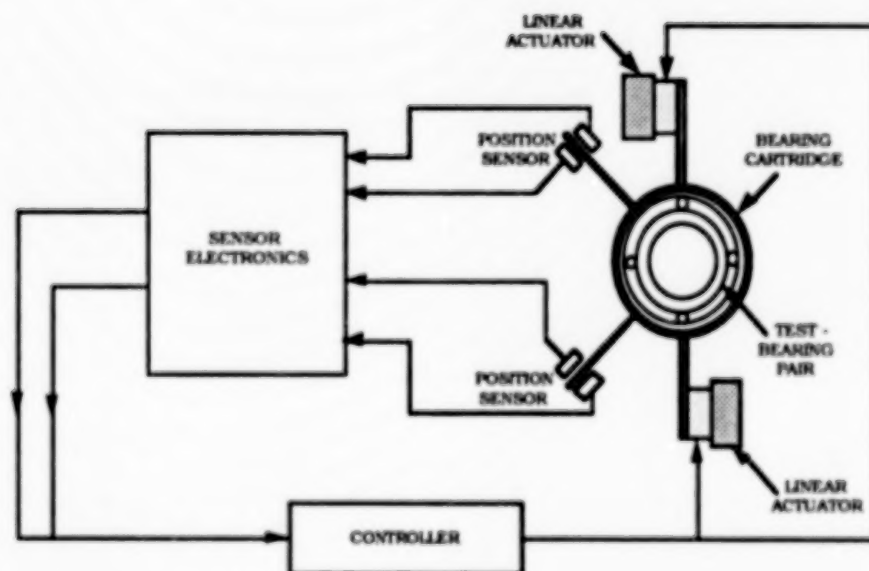 LINEAR
ACTUATOR
POSITION
SENSOR
BEARING
CARTRIDGE
SENSOR
ELECTRONICS
TEST -
BEARING
PAIR
POSITION
SENSOR
LINEAR
ACTUATOR
CONTROLLER